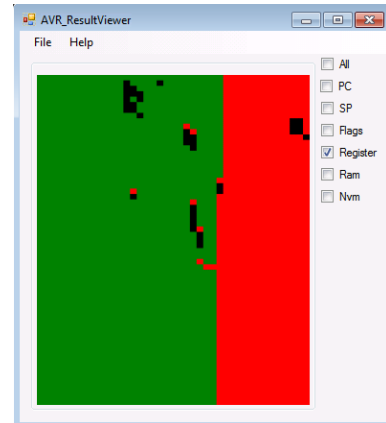 AVR_ResultViewer
File Help
All
PC
SP
Flags
Register
Ram
Nvm